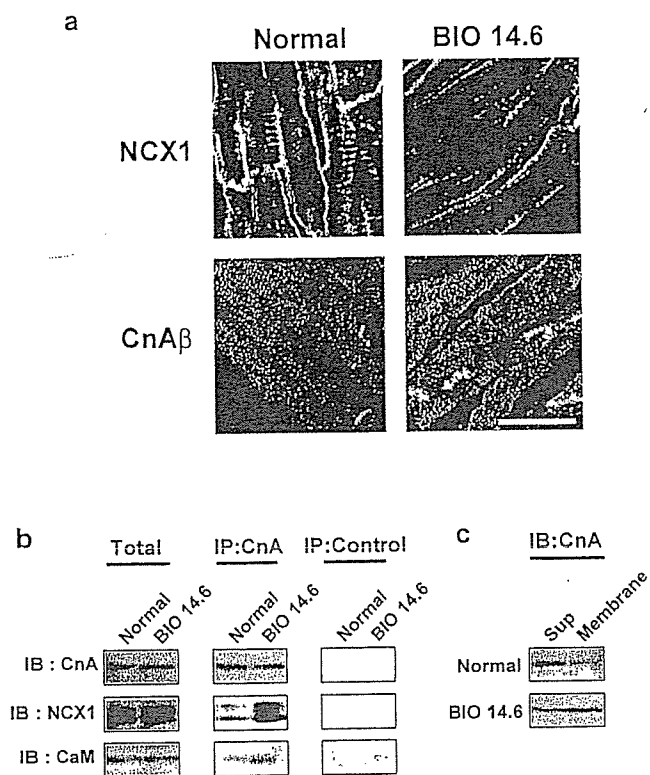 a
Normal BIO 14.6
NCX1
CnAβ
b
Total IP:CnA IP:Control
Normal BIO 14.6 Normal BIO 14.6 Normal BIO 14.6
IB : CnA
IB : NCX1
IB : CaM
c
IB:CnA
Sup Membrane
Normal
BIO 14.6